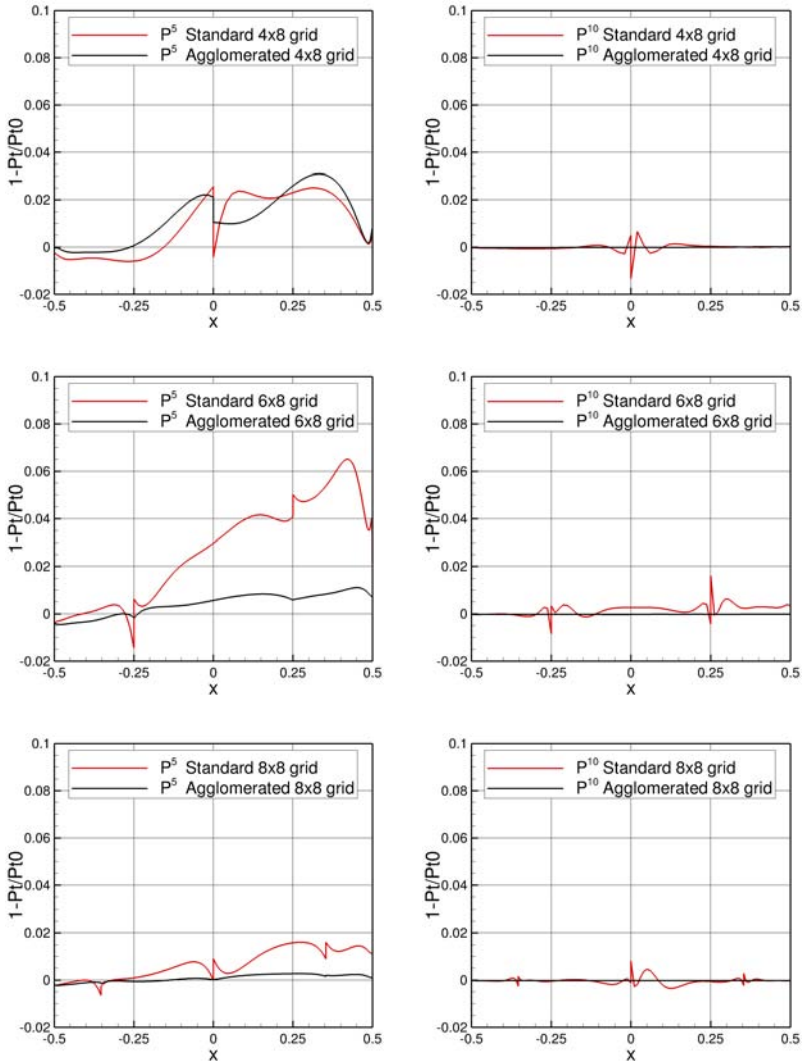 0.1
P5 Standard 4x8 grid
P5 Agglomerated 4x8 grid
0.08
0.06
1-Pt/Pt0
0.04
0.02
0
-0.02
-0.5 -0.25 0 0.25 0.5
x
0.1
P10 Standard 4x8 grid
P10 Agglomerated 4x8 grid
0.08
0.06
1-Pt/Pt0
0.04
0.02
0
-0.02
-0.5 -0.25 0 0.25 0.5
x
0.1
P5 Standard 6x8 grid
P5 Agglomerated 6x8 grid
0.08
0.06
1-Pt/Pt0
0.04
0.02
0
-0.02
-0.5 -0.25 0 0.25 0.5
x
0.1
P10 Standard 6x8 grid
P10 Agglomerated 6x8 grid
0.08
0.06
1-Pt/Pt0
0.04
0.02
0
-0.02
-0.5 -0.25 0 0.25 0.5
x
0.1
P5 Standard 8x8 grid
P5 Agglomerated 8x8 grid
0.08
0.06
1-Pt/Pt0
0.04
0.02
0
-0.02
-0.5 -0.25 0 0.25 0.5
x
0.1
P10 Standard 8x8 grid
P10 Agglomerated 8x8 grid
0.08
0.06
1-Pt/Pt0
0.04
0.02
0
-0.02
-0.5 -0.25 0 0.25 0.5
x